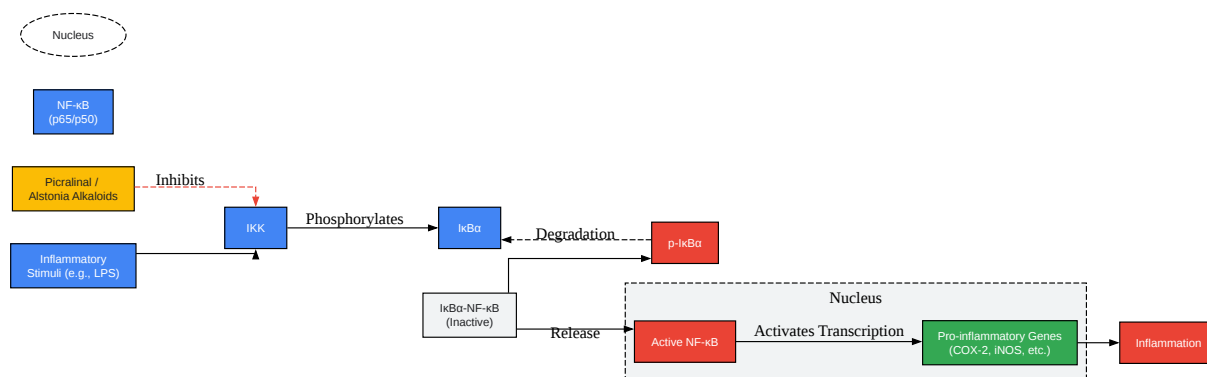 Nucleus
NF-κB
(p65/p50)
Picralinal /
Alstonia Alkaloids
Inhibits
Inflammatory
Stimuli (e.g., LPS)
IKK
Phosphorylates
IκBα
Degradation
p-IκBα
IκBα-NF-κB
(Inactive)
Release
Nucleus
Active NF-κB
Activates Transcription
Pro-inflammatory Genes
(COX-2, iNOS, etc.)
Inflammation